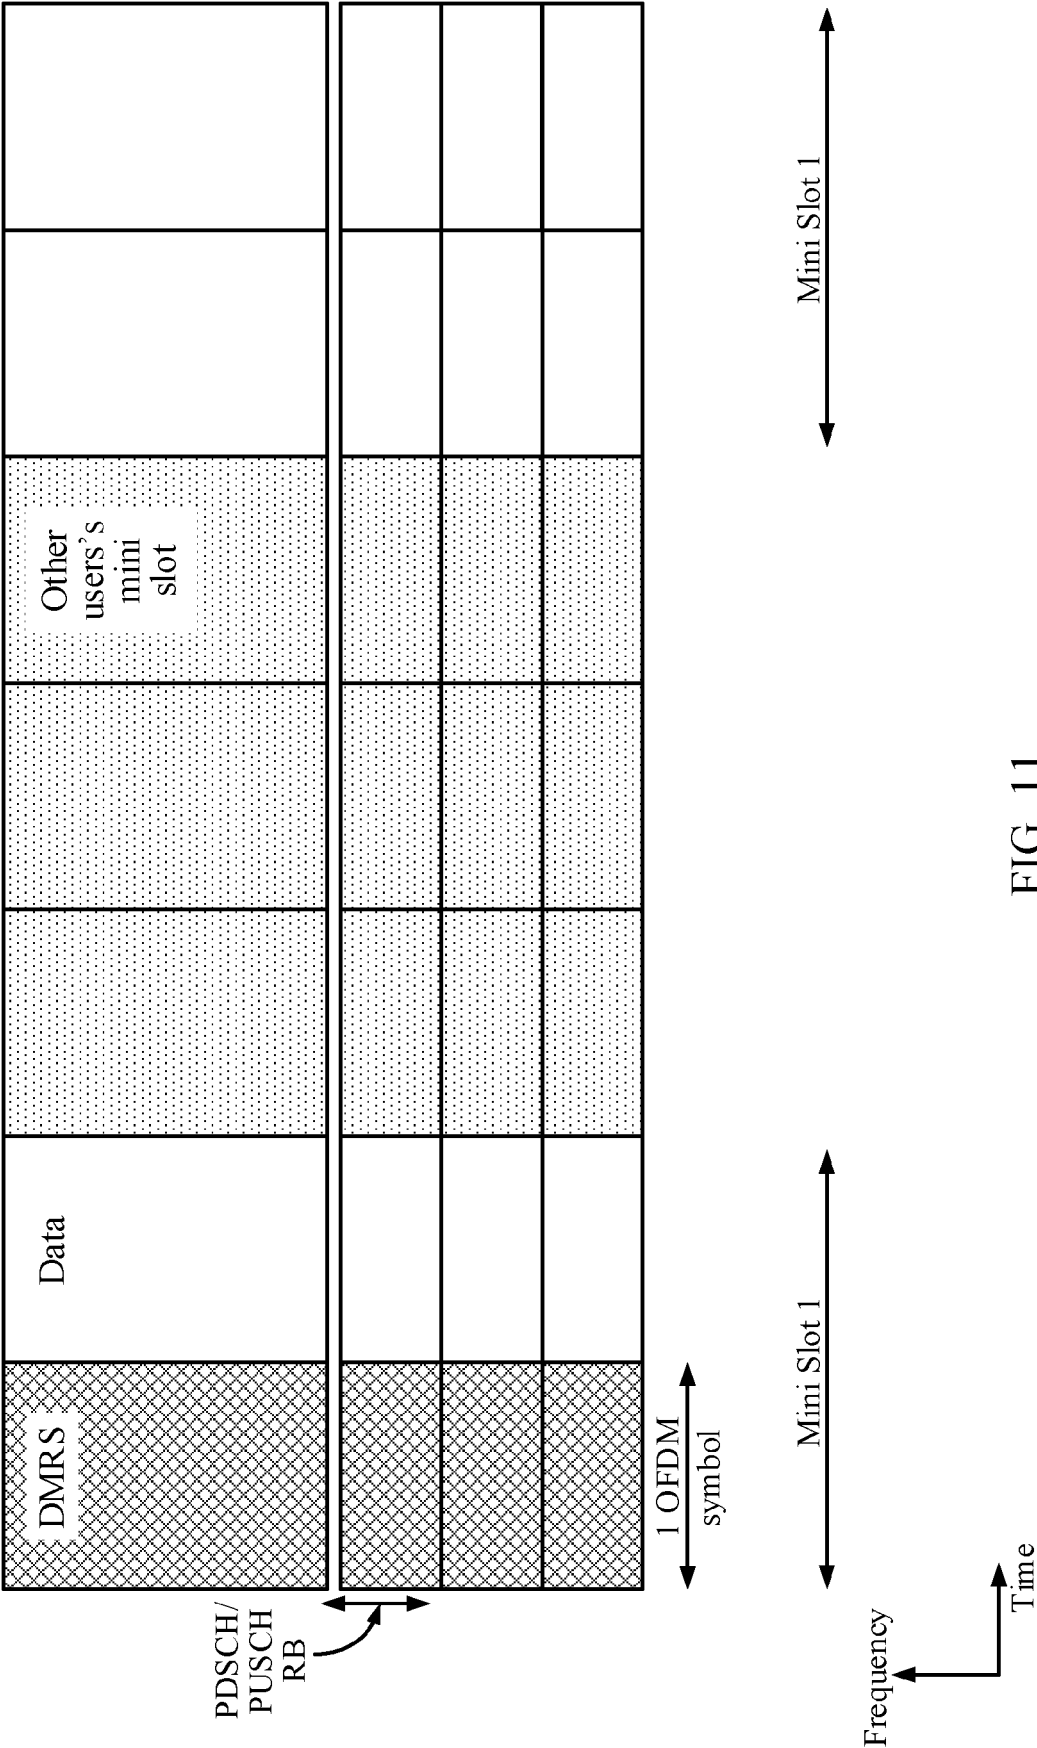 DMRS
Data
Other
users's
mini
slot
PDSCH/
PUSCH
RB
1 OFDM
symbol
Mini Slot 1
Mini Slot 1
Frequency
Time
FIG. 11